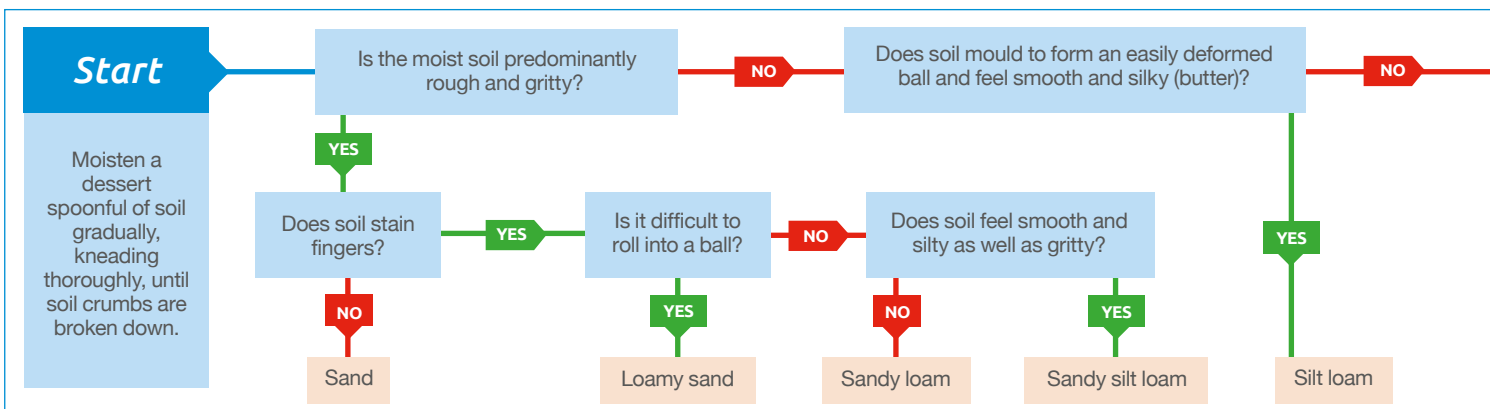 Start
Moisten a
dessert
spoonful of soil
gradually,
kneading
thoroughly, until
soil crumbs are
broken down.
Is the moist soil predominantly
rough and gritty?
NO
Does soil mould to form an easily deformed
ball and feel smooth and silky (butter)?
NO
YES
Does soil stain
fingers?
YES
Is it difficult to
roll into a ball?
NO
Does soil feel smooth and
silty as well as gritty?
YES
NO
YES
NO
YES
Sand
Loamy sand
Sandy loam
Sandy silt loam
Silt loam